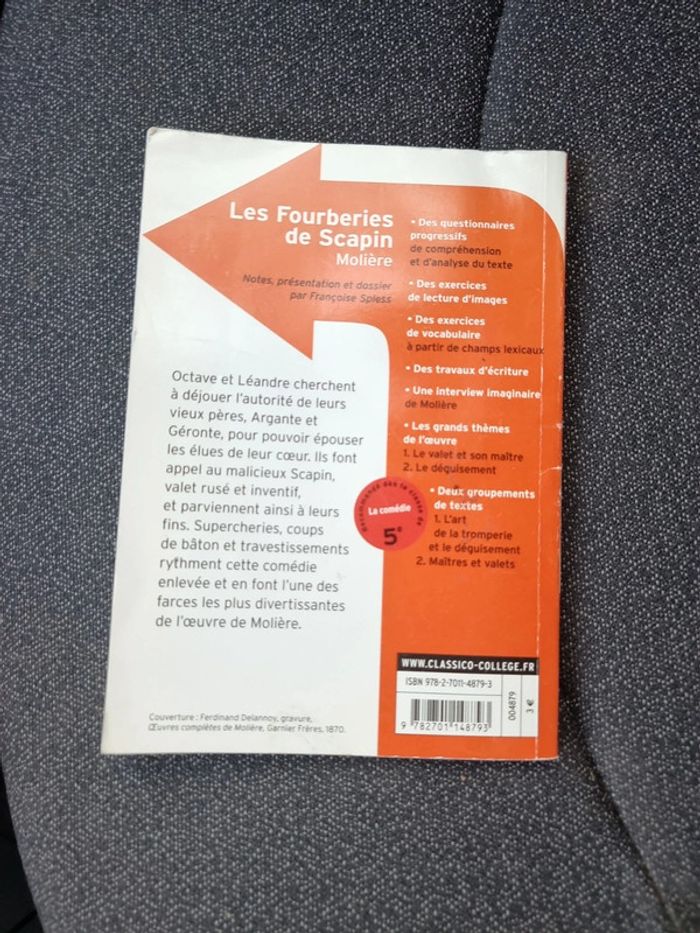 Les Fourberies
de Scapin
Molière
Notes, présentation et dossier
par Françoise Spiess
Octave et Léandre cherchent
à déjouer l'autorité de leurs
vieux pères, Argante et
Géronte, pour pouvoir épouser
les élues de leur cœur. Ils font
appel au malicieux Scapin,
valet rusé et inventif,
et parviennent ainsi à leurs
fins. Supercheries, coups
de bâton et travestissements
rythment cette comédie
enlevée et en font l'une des
farces les plus divertissantes
de l'œuvre de Molière.
Couverture : Ferdinand Delannoy, gravure,
Œuvres complètes de Molière, Garnier Frères, 1870.
• Des questionnaires
progressifs
de compréhension
et d'analyse du texte
• Des exercices
de lecture d'images
• Des exercices
de vocabulaire
à partir de champs lexicaux
• Des travaux d'écriture
• Une interview imaginaire
de Molière
• Les grands thèmes
de l'œuvre
1. Le valet et son maître
2. Le déguisement
• Deux groupements
de textes
1. L'art
de la tromperie
et le déguisement
2. Maîtres et valets
Recommandé dès la classe de
La comédie
5e
WWW.CLASSICO-COLLEGE.FR
ISBN 978-2-7011-4879-3
9 782701 148793
004879
3 €